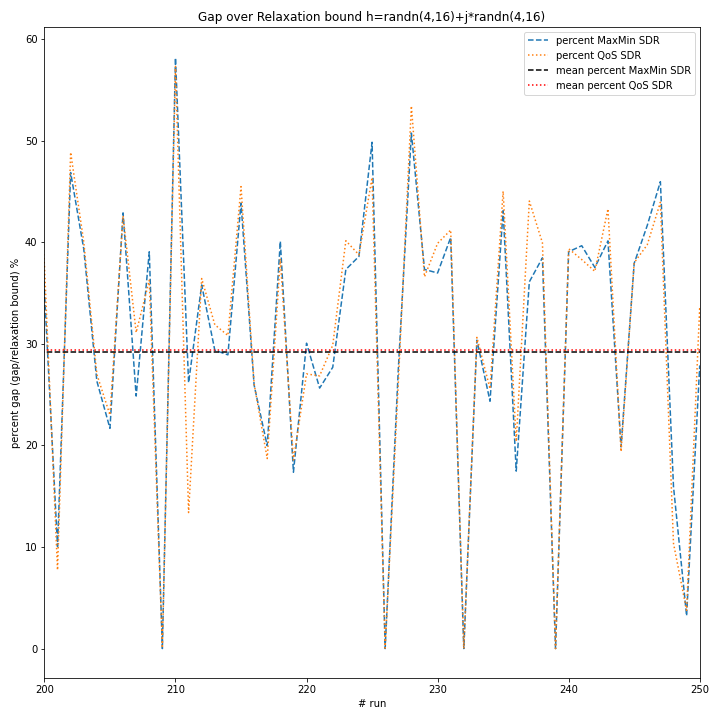 Gap over Relaxation bound h=randn(4,16)+j*randn(4,16)
percent MaxMin SDR
percent QoS SDR
mean percent MaxMin SDR
mean percent QoS SDR
percent gap (gap/relaxation bound) %
60
50
40
30
20
10
0
200
210
220
230
240
250
# run